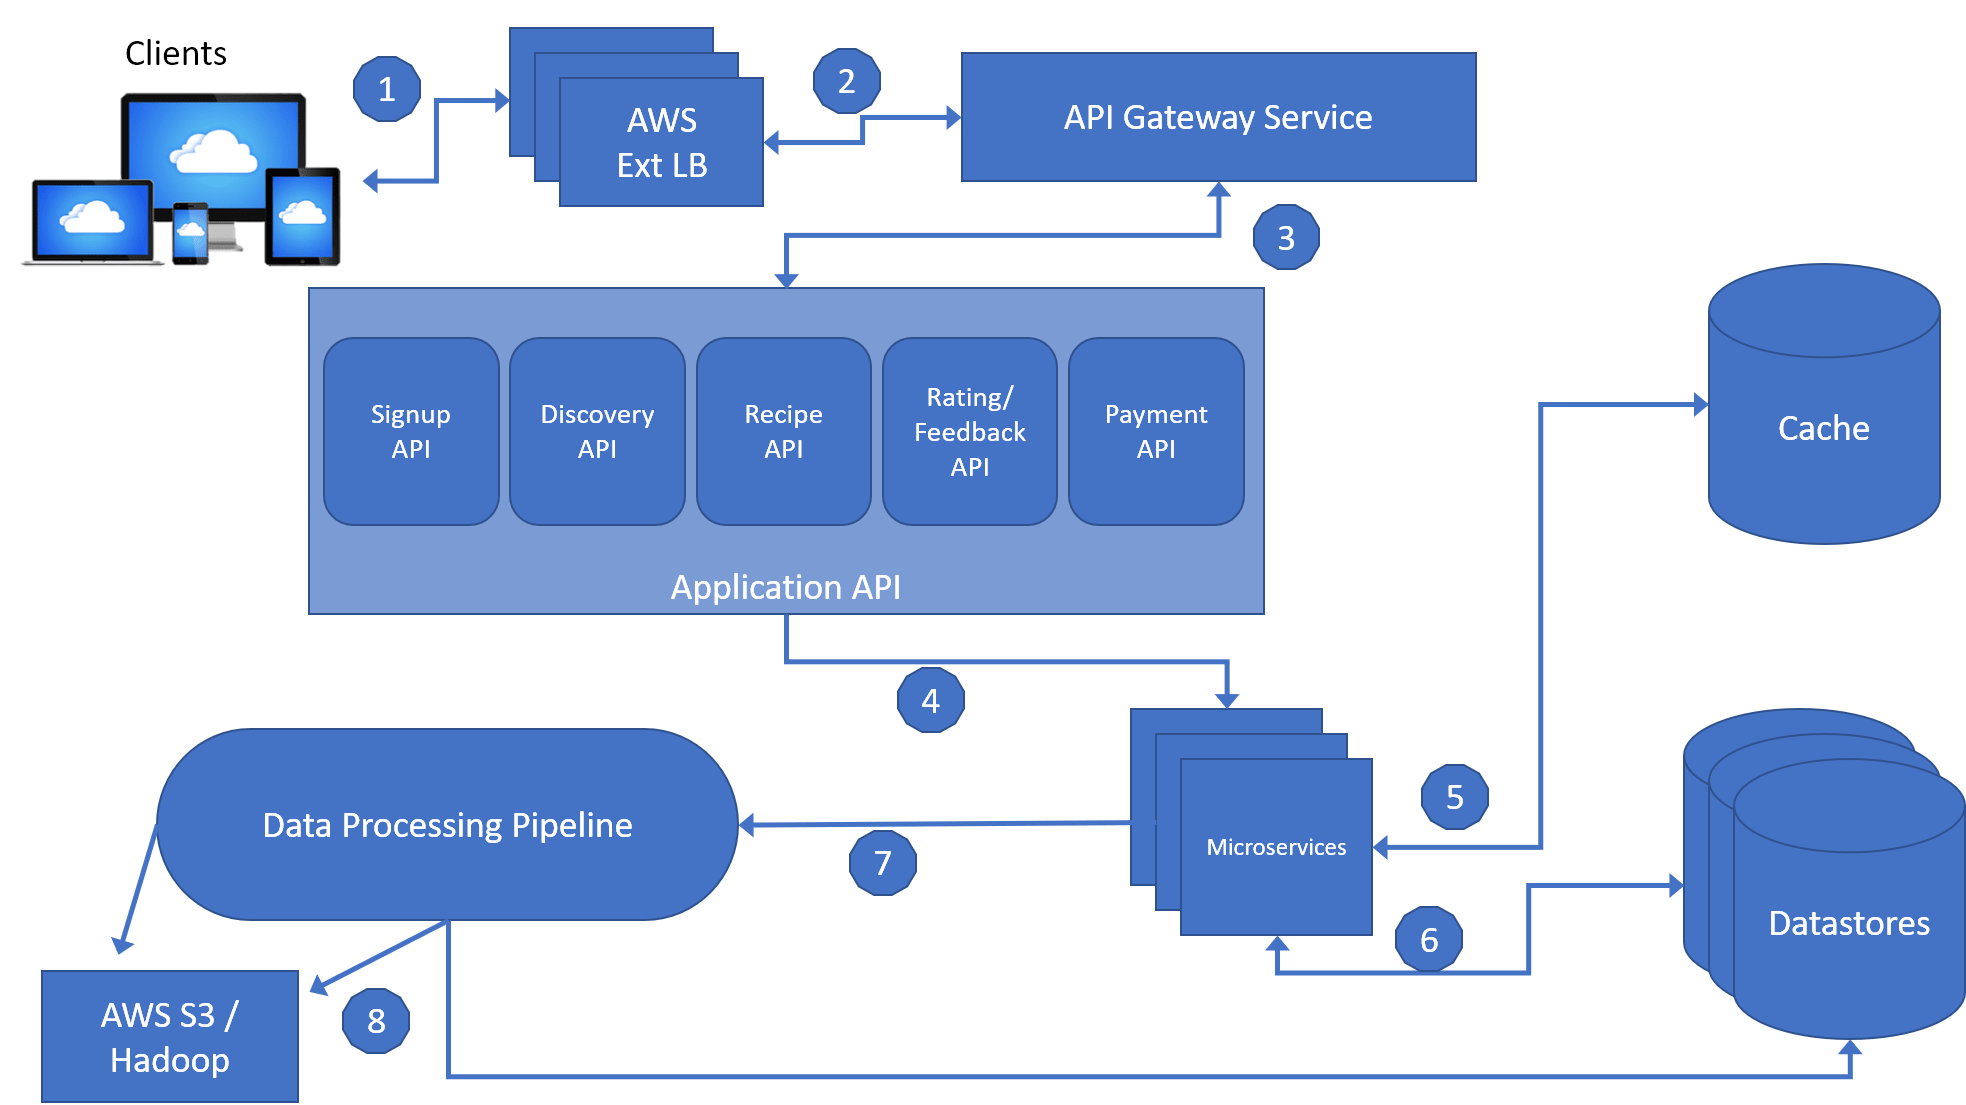 Clients
1
AWS
Ext LB
2
API Gateway Service
3
Signup
API
Discovery
API
Recipe
API
Rating/
Feedback
API
Payment
API
Application API
Cache
4
Data Processing Pipeline
7
Microservices
5
6
Datastores
AWS S3 /
Hadoop
8